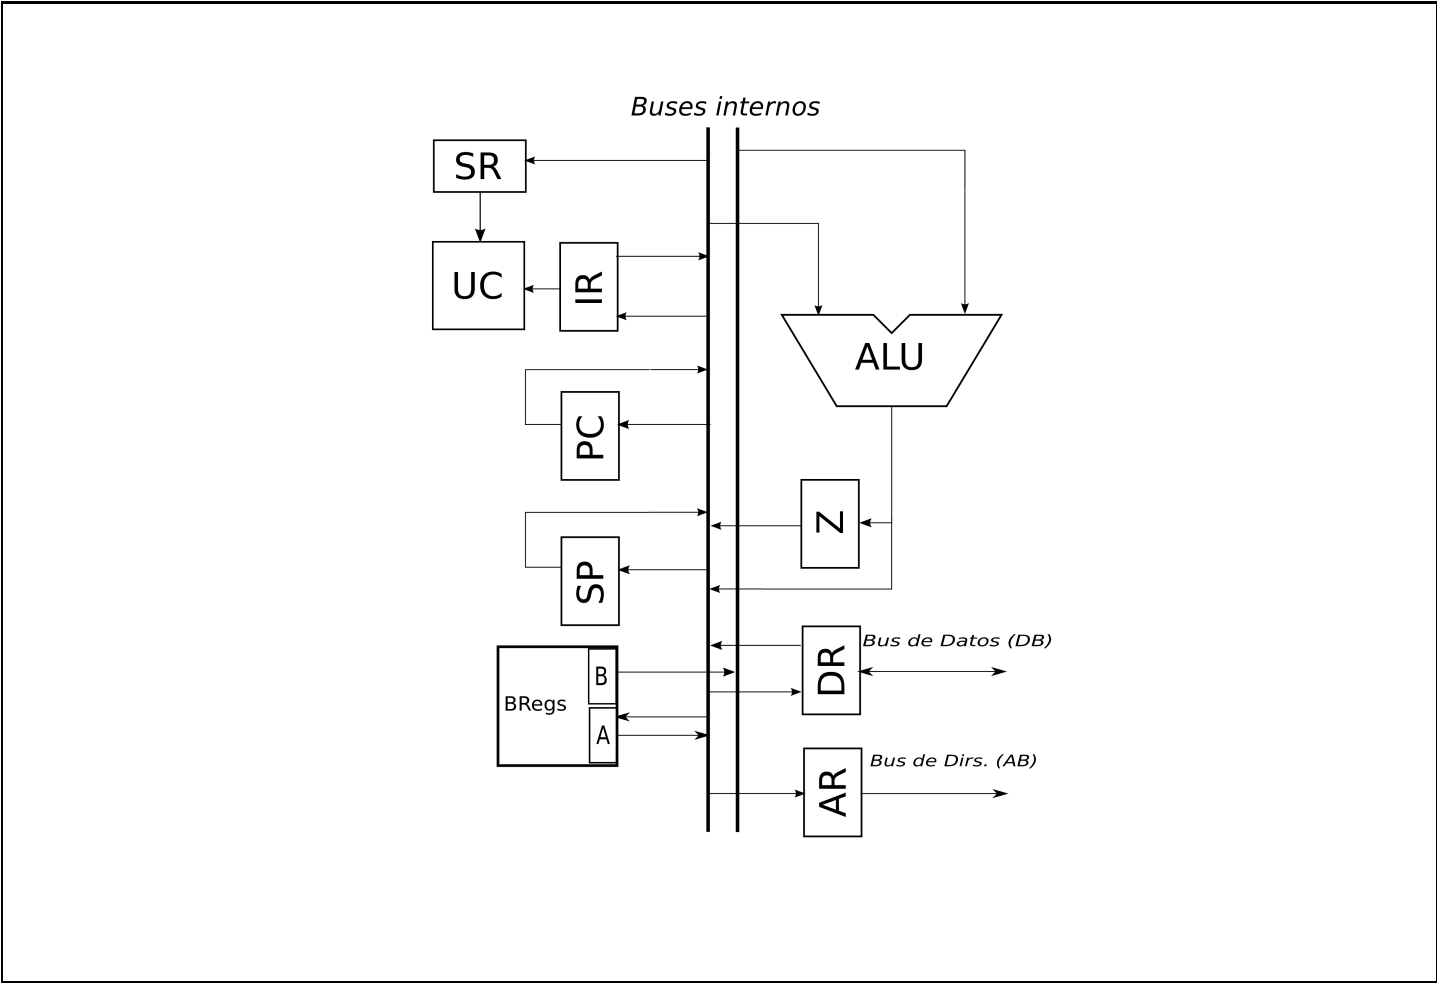 Buses internos
SR
UC
IR
ALU
PC
Z
SP
Bus de Datos (DB)
DR
B
BRegs
A
Bus de Dirs. (AB)
AR